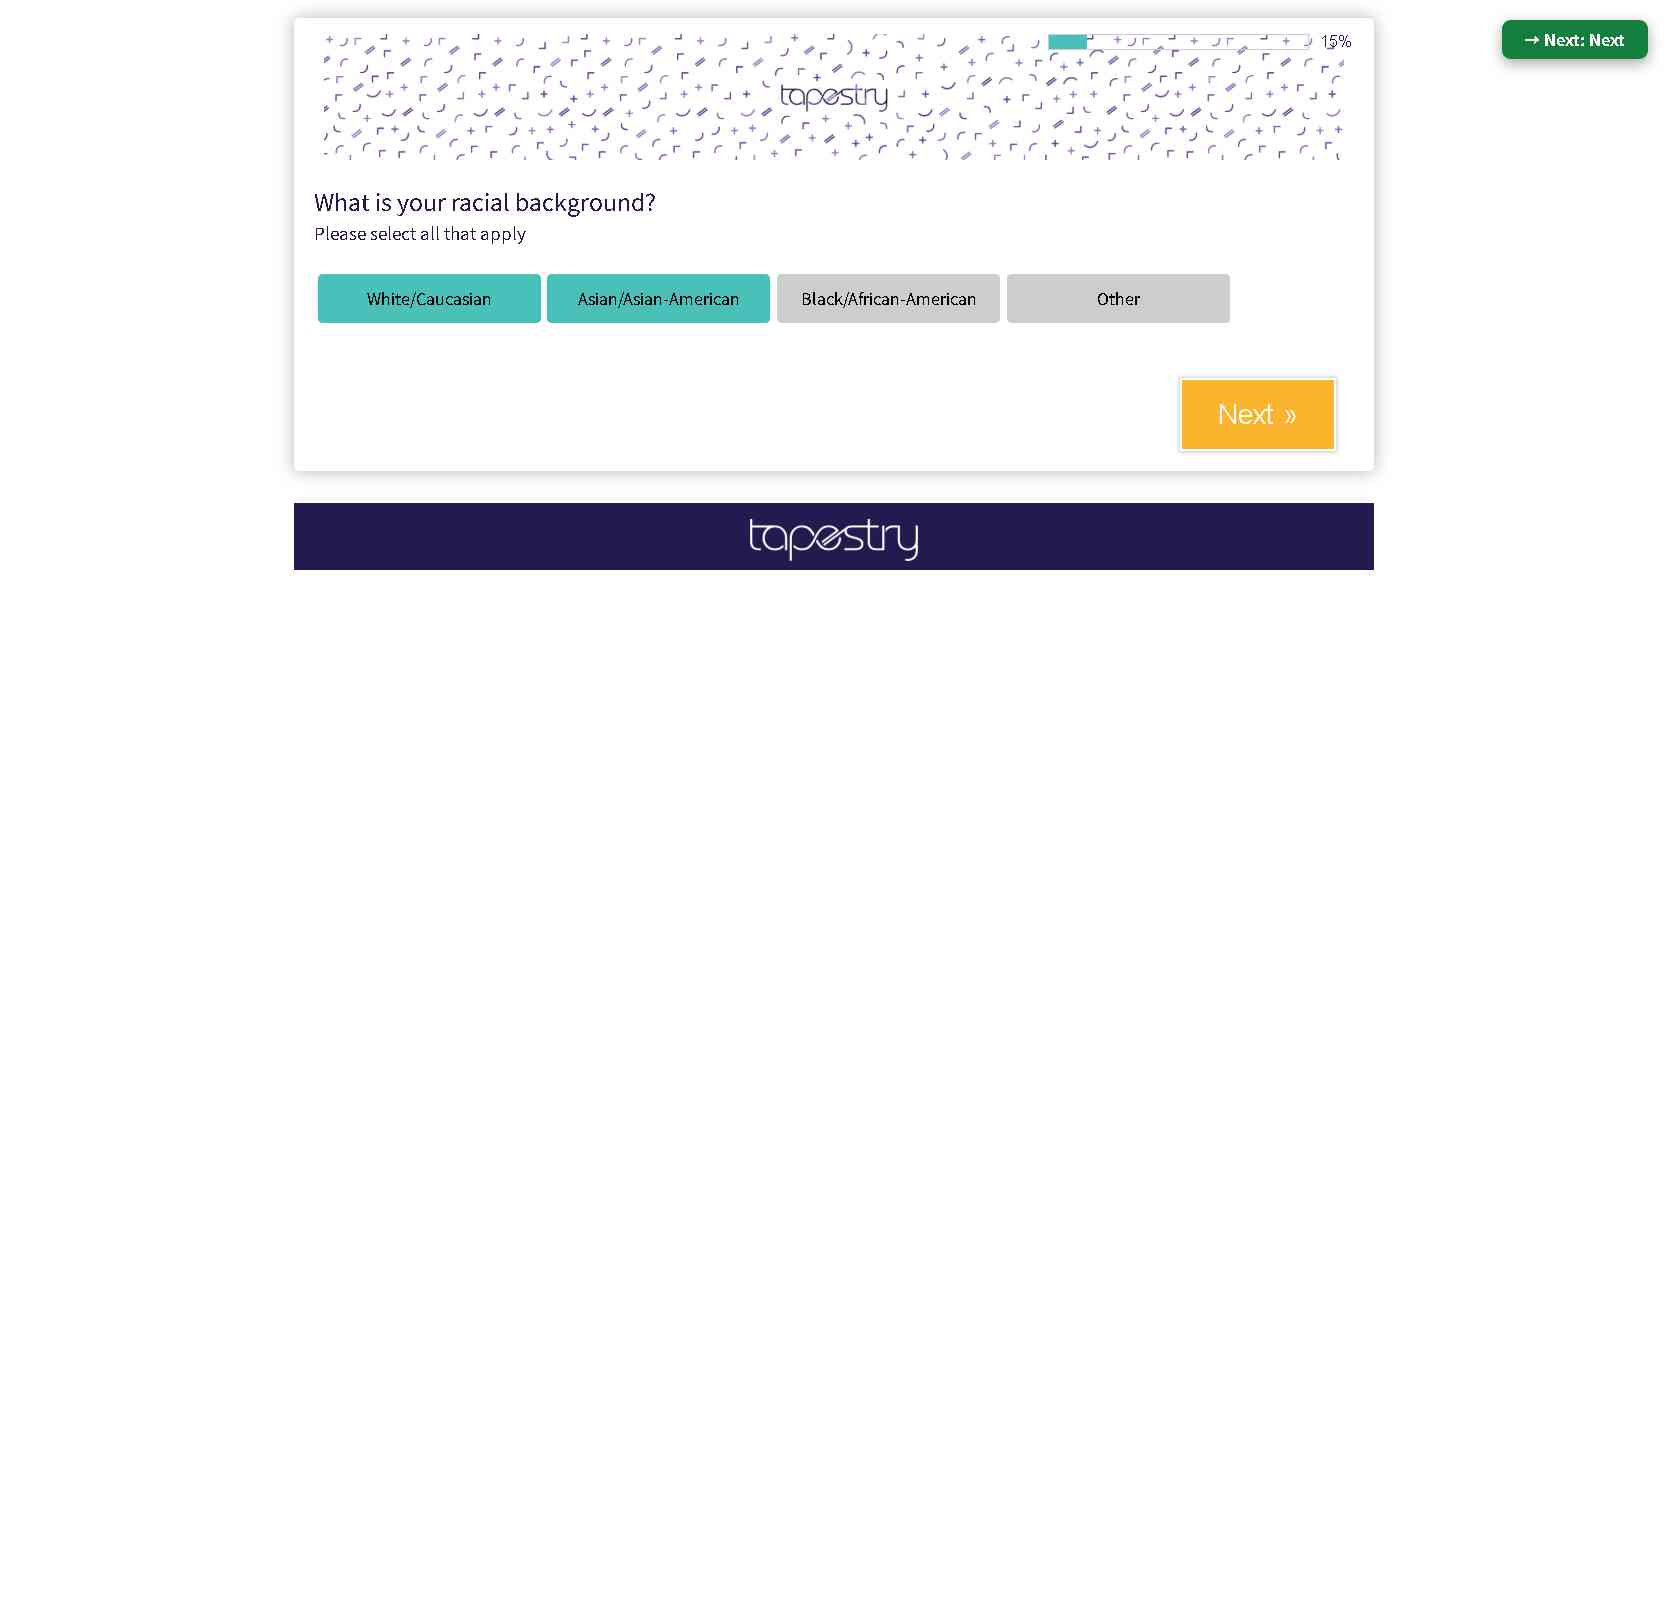 15%
→ Next: Next
tapestry
What is your racial background?
Please select all that apply
White/Caucasian
Asian/Asian-American
Black/African-American
Other
Next »
tapestry